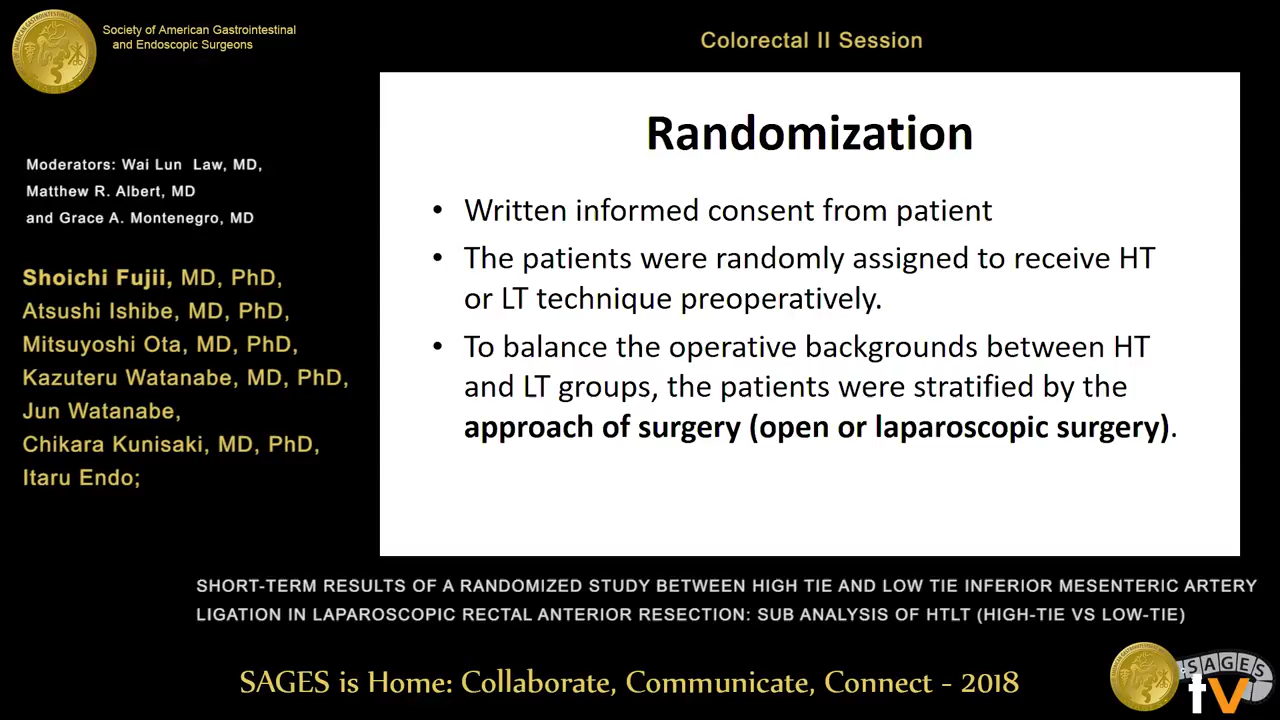 Society of American Gastrointestinal
and Endoscopic Surgeons
Colorectal II Session
Moderators: Wai Lun Law, MD,
Matthew R. Albert, MD
and Grace A. Montenegro, MD
Shoichi Fujii, MD, PhD,
Atsushi Ishibe, MD, PhD,
Mitsuyoshi Ota, MD, PhD,
Kazuteru Watanabe, MD, PhD,
Jun Watanabe,
Chikara Kunisaki, MD, PhD,
Itaru Endo;
Randomization
• Written informed consent from patient
• The patients were randomly assigned to receive HT
or LT technique preoperatively.
• To balance the operative backgrounds between HT
and LT groups, the patients were stratified by the
approach of surgery (open or laparoscopic surgery).
SHORT-TERM RESULTS OF A RANDOMIZED STUDY BETWEEN HIGH TIE AND LOW TIE INFERIOR MESENTERIC ARTERY
LIGATION IN LAPAROSCOPIC RECTAL ANTERIOR RESECTION: SUB ANALYSIS OF HTLT (HIGH-TIE VS LOW-TIE)
SAGES is Home: Collaborate, Communicate, Connect - 2018
SAGES
tv